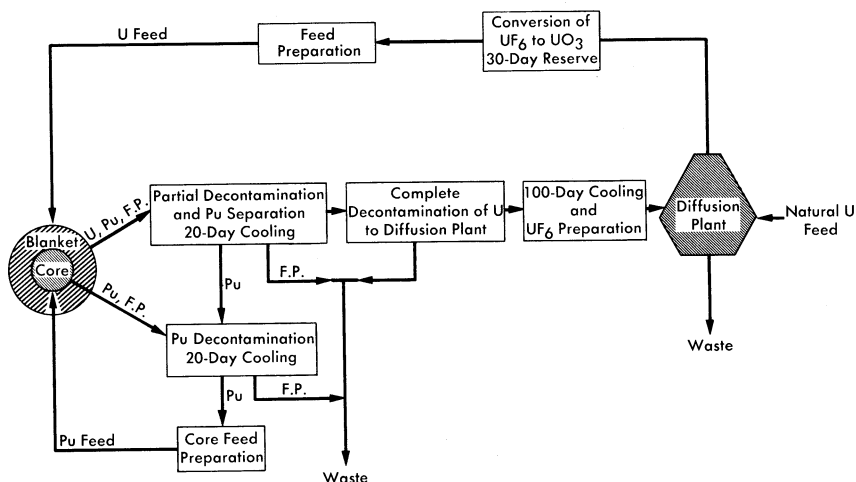 U Feed
Feed
Preparation
Conversion of
UF6 to UO3
30-Day Reserve
U, Pu, F.P.
Partial Decontamination
and Pu Separation
20-Day Cooling
Complete
Decontamination of U
to Diffusion Plant
100-Day Cooling
and
UF6 Preparation
Diffusion
Plant
Natural U
Feed
Blanket
Core
Pu, F.P.
Pu
F.P.
Waste
Pu Decontamination
20-Day Cooling
Pu
F.P.
Pu Feed
Core Feed
Preparation
Waste